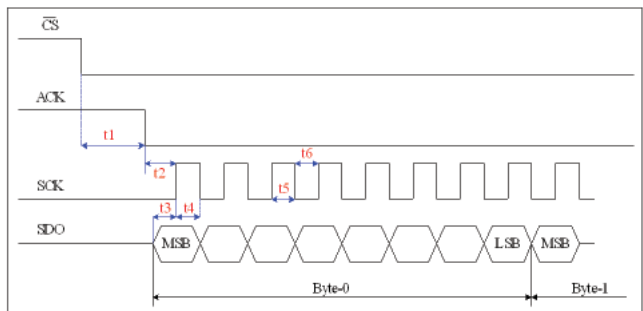 CS
ACK
t1
t2
t6
SCK
t5
t3
t4
SDO
MSB
LSB
MSB
Byte-0
Byte-1